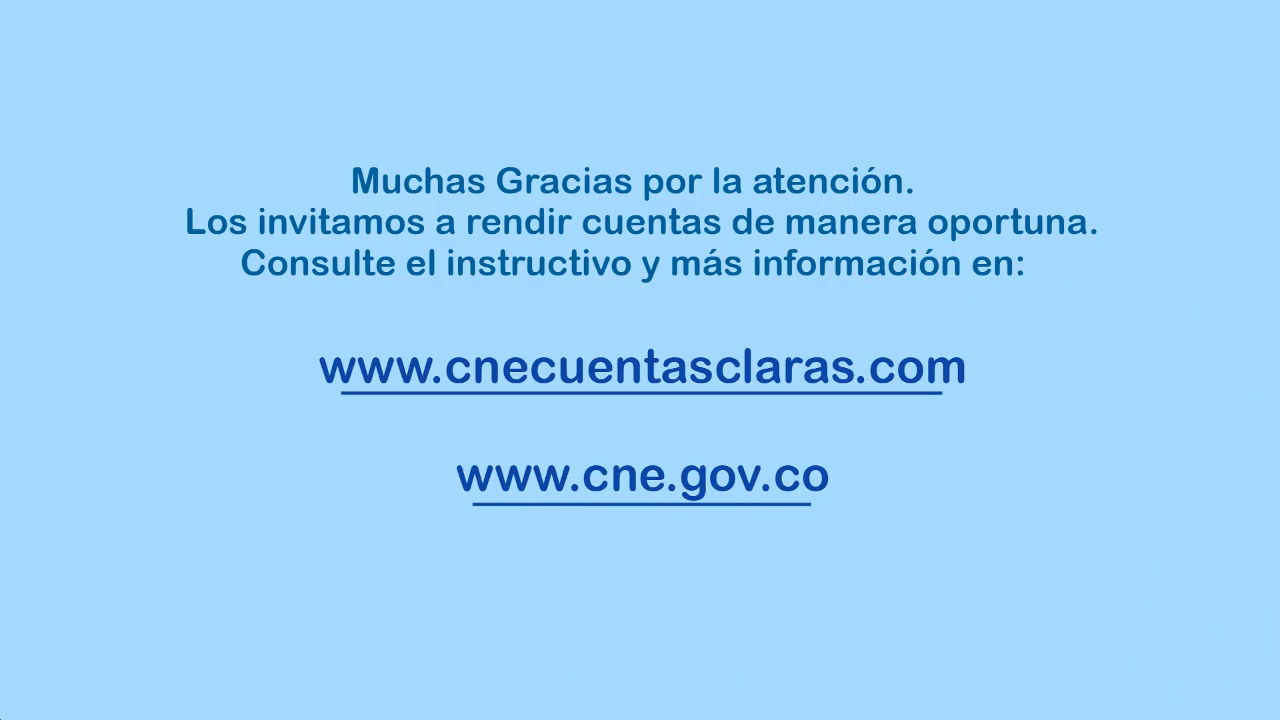 Muchas Gracias por la atención.
Los invitamos a rendir cuentas de manera oportuna.
Consulte el instructivo y más información en:
www.cnecuentasclaras.com
www.cne.gov.co